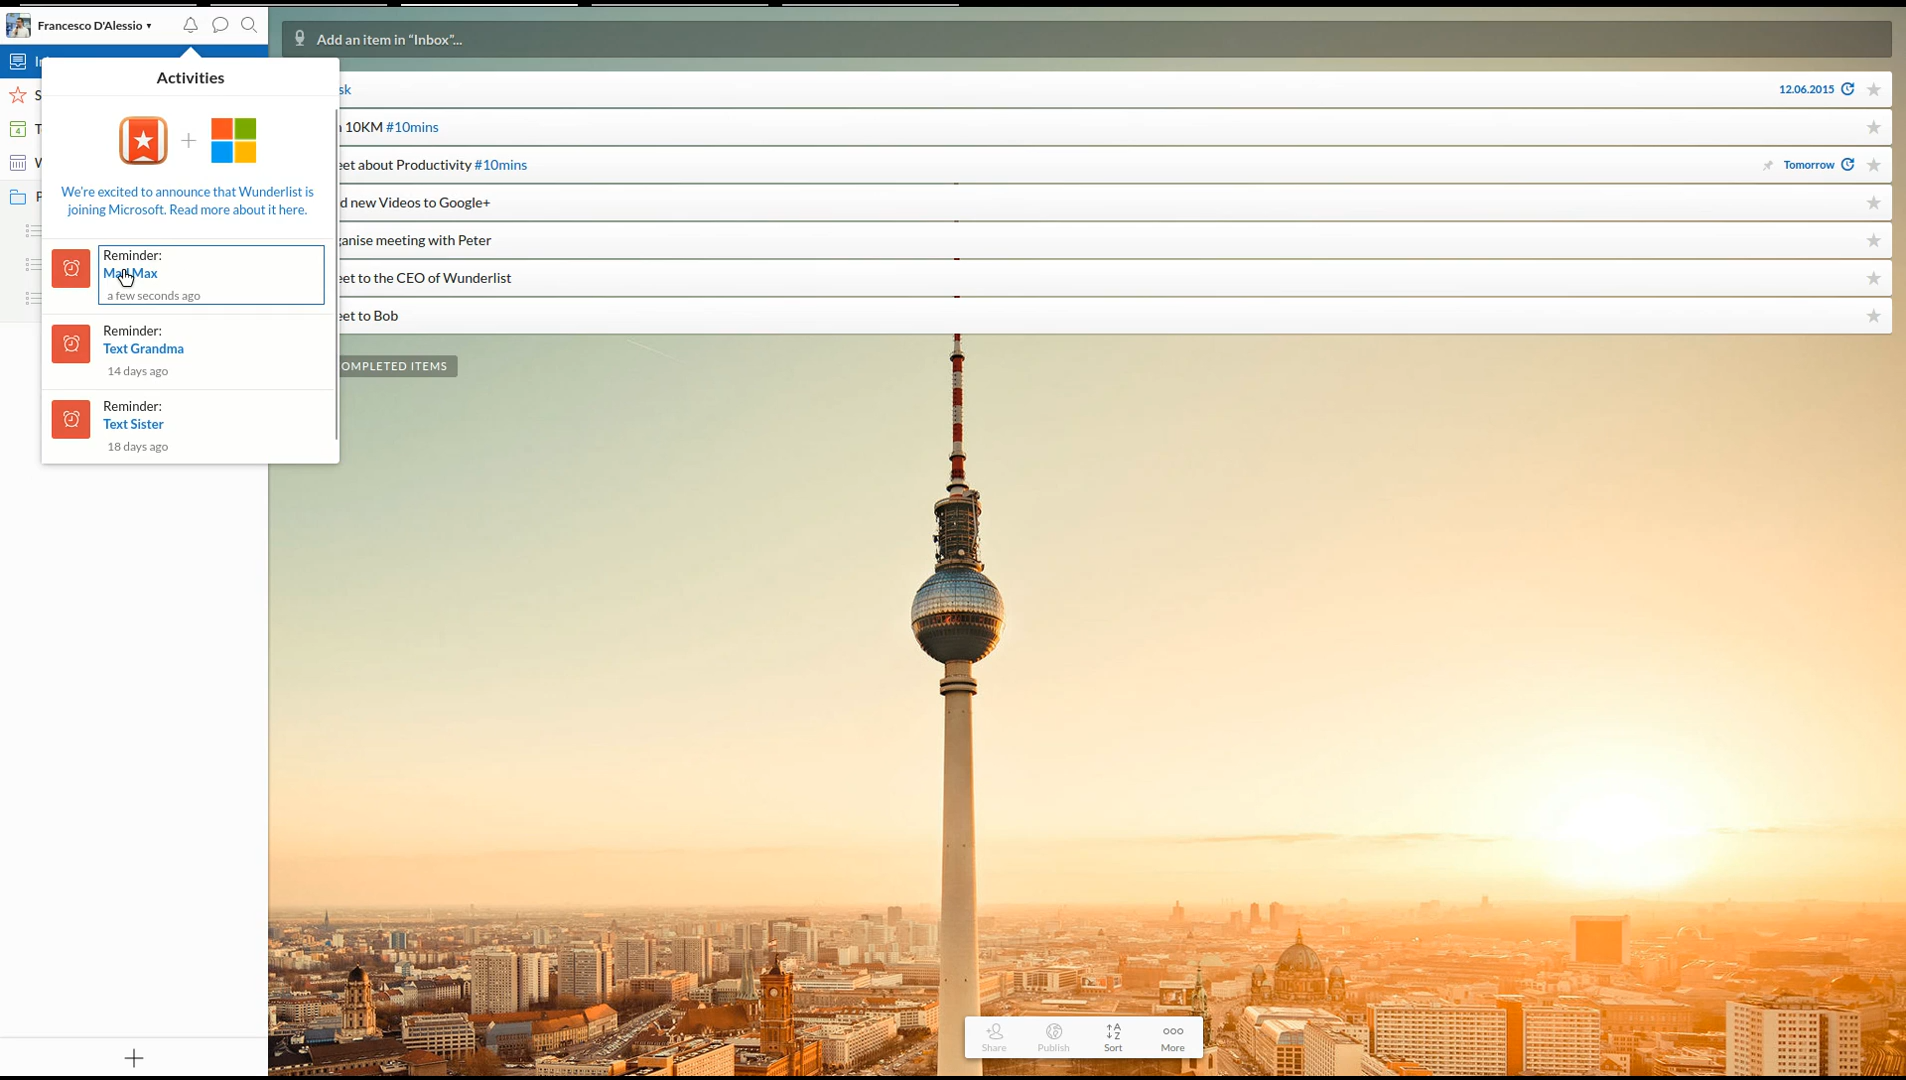 Francesco D'Alessio
Add an item in “Inbox”...
Activities
We're excited to announce that Wunderlist is
joining Microsoft. Read more about it here.
Reminder:
Max
a few seconds ago
Reminder:
Text Grandma
14 days ago
Reminder:
Text Sister
18 days ago
4
sk
12.06.2015
10KM #10mins
eet about Productivity #10mins
Tomorrow
d new Videos to Google+
ganise meeting with Peter
eet to the CEO of Wunderlist
eet to Bob
OMPLETED ITEMS
Share
Publish
Sort
More